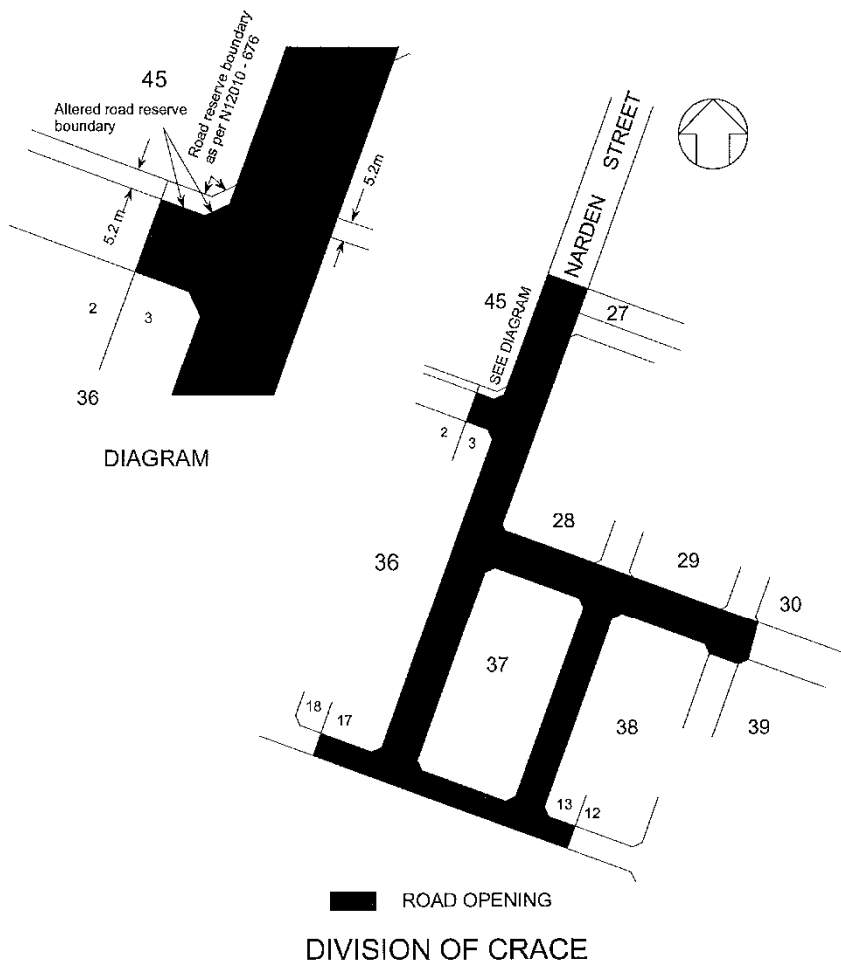 45
Road reserve boundary
as per N12010 - 676
Altered road reserve
boundary
5.2m
5.2 m
2
3
36
DIAGRAM
NARDEN STREET
45
SEE DIAGRAM
27
2
3
28
29
30
36
37
38
39
18
17
13
12
ROAD OPENING
DIVISION OF CRACE